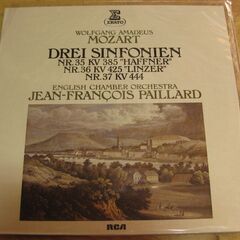 ERATO
WOLFGANG AMADEUS
MOZART
DREI SINFONIEN
NR.35 KV 385 "HAFFNER"
NR.36 KV 425 "LINZER"
NR.37 KV 444
ENGLISH CHAMBER ORCHESTRA
JEAN-FRANÇOIS PAILLARD
RCA